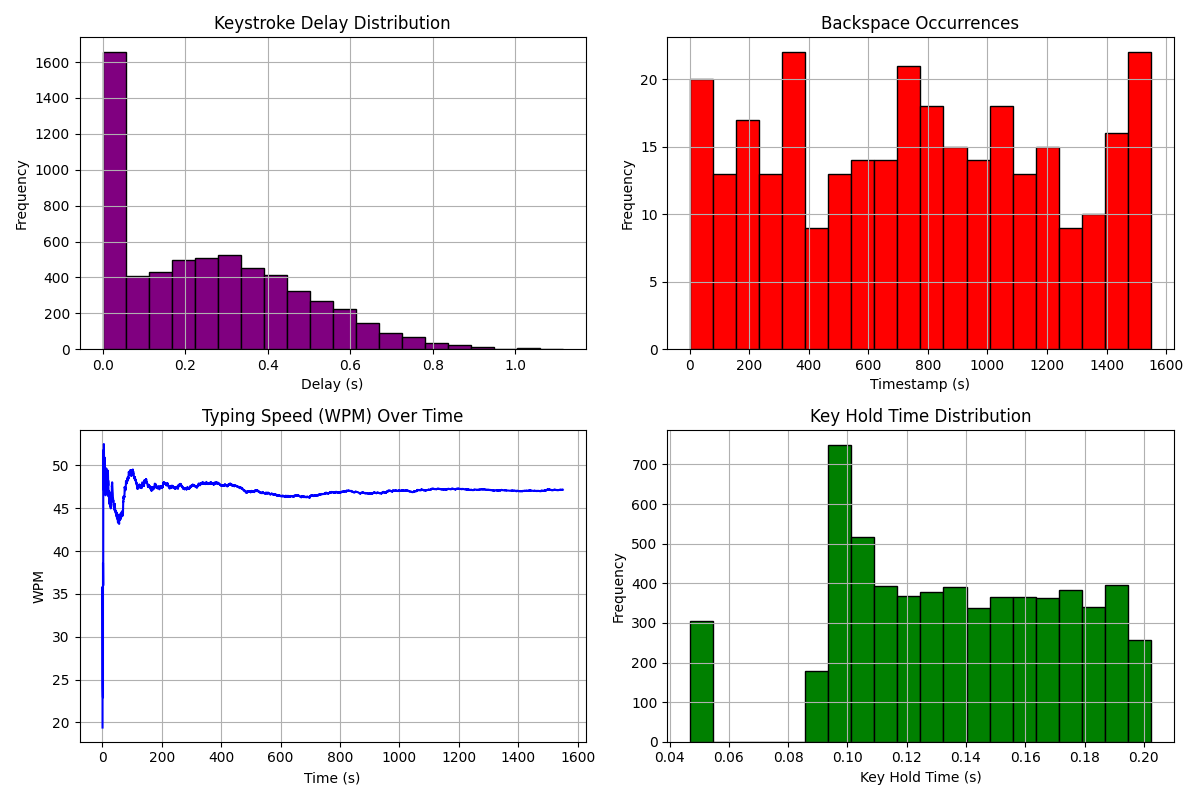 Keystroke Delay Distribution
1600
1400
1200
1000
800
600
400
200
0
Frequency
0.0 0.2 0.4 0.6 0.8 1.0
Delay (s)
Backspace Occurrences
20
15
10
5
0
Frequency
0 200 400 600 800 1000 1200 1400 1600
Timestamp (s)
Typing Speed (WPM) Over Time
50
45
40
35
30
25
20
WPM
0 200 400 600 800 1000 1200 1400 1600
Time (s)
Key Hold Time Distribution
700
600
500
400
300
200
100
0
Frequency
0.04 0.06 0.08 0.10 0.12 0.14 0.16 0.18 0.20
Key Hold Time (s)